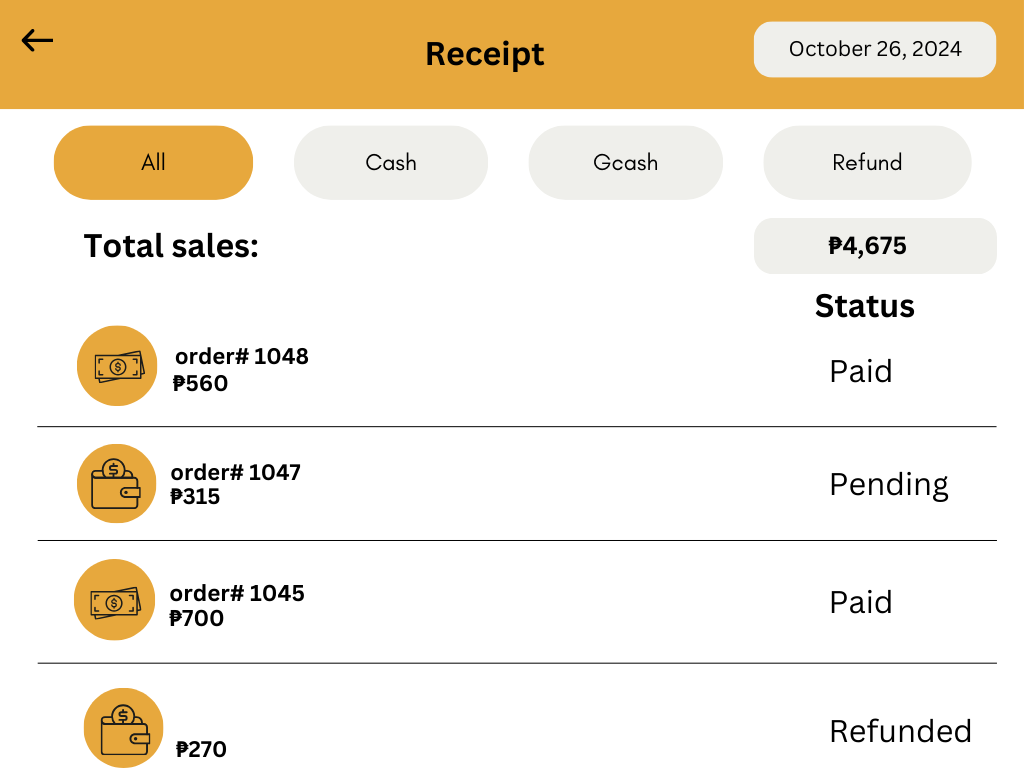 Receipt
October 26, 2024
All
Cash
Gcash
Refund
Total sales:
₱4,675
Status
order# 1048
₱560
Paid
order# 1047
₱315
Pending
order# 1045
₱700
Paid
₱270
Refunded